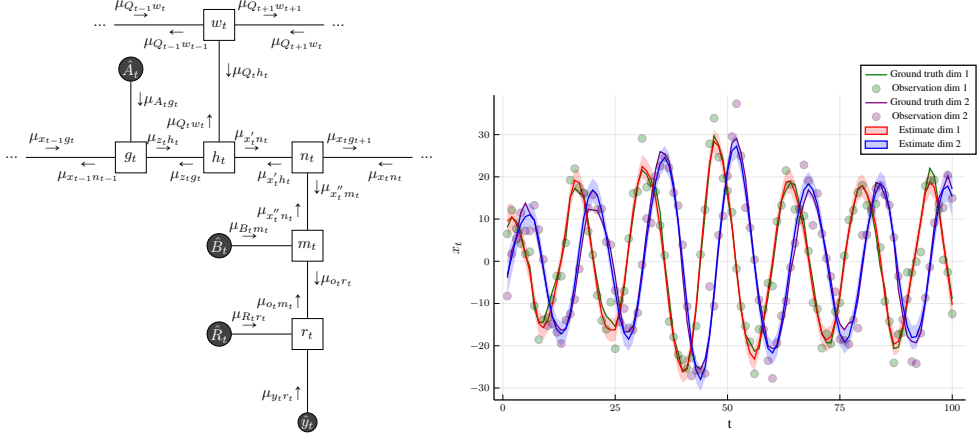 μ_{Q_{t-1}w_t} μ_{Q_{t+1}w_{t+1}}
... w_t ...
μ_{Q_{t-1}w_{t-1}} μ_{Q_{t+1}w_t}
Â_t ↓μ_{Q_t h_t}
↓μ_{A_t g_t}
μ_{Q_t w_t}↑
μ_{x_{t-1}g_t} μ_{z_t h_t} μ_{x'_t n_t} μ_{x_t g_{t+1}}
... g_t h_t n_t ...
μ_{x_{t-1}n_{t-1}} μ_{z_t g_t} μ_{x'_t h_t} μ_{x_t n_t}
↓μ_{x''_t m_t}
μ_{x''_t n_t}↑
μ_{B_t m_t}
B̂_t m_t
↓μ_{o_t r_t}
μ_{o_t m_t}↑
μ_{R_t r_t}
R̂_t r_t
μ_{y_t r_t}↑
ŷ_t
Ground truth dim 1
Observation dim 1
Ground truth dim 2
Observation dim 2
Estimate dim 1
Estimate dim 2
30
20
10
0
−10
−20
−30
x_t
0 25 50 75 100
t